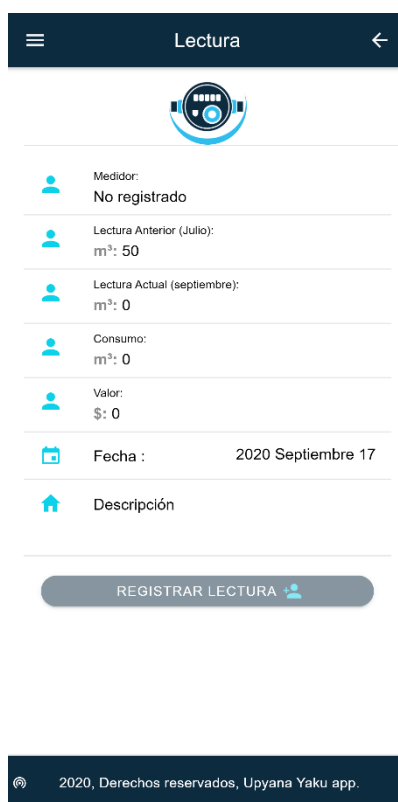 Lectura
Medidor:
No registrado
Lectura Anterior (Julio):
m³: 50
Lectura Actual (septiembre):
m³: 0
Consumo:
m³: 0
Valor:
$: 0
Fecha : 2020 Septiembre 17
Descripción
REGISTRAR LECTURA
2020, Derechos reservados, Upyana Yaku app.